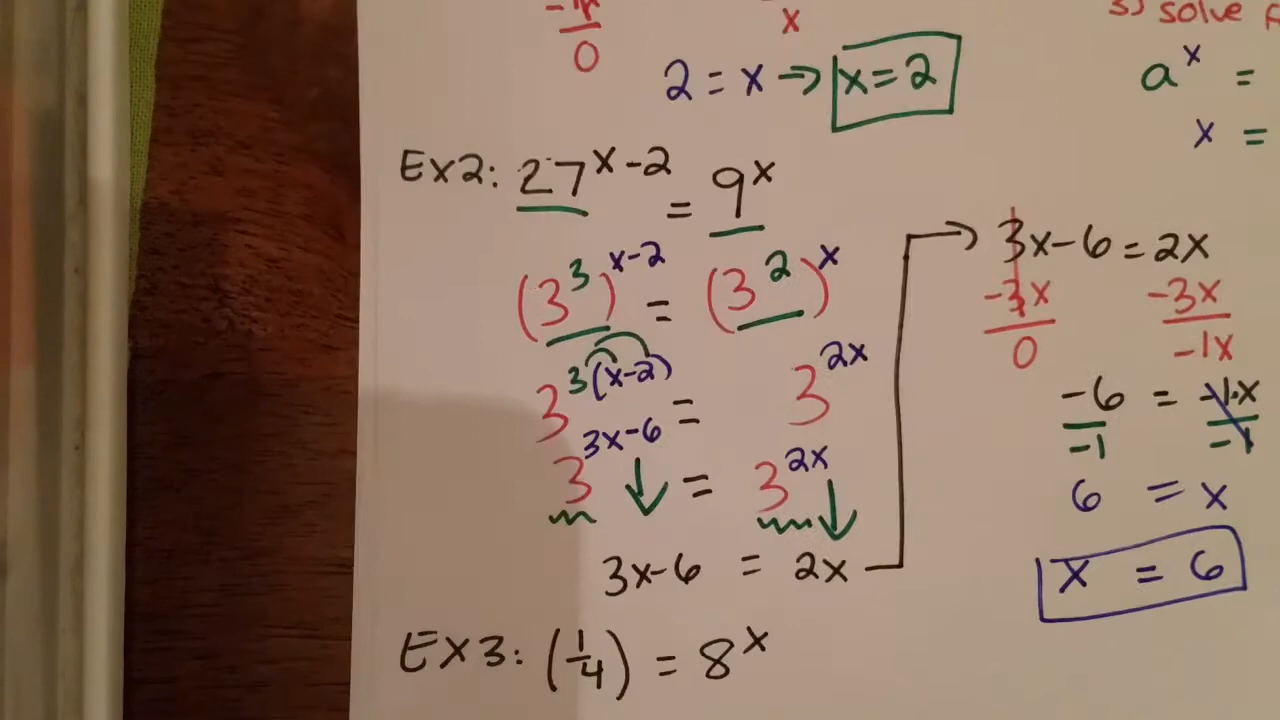 0
x
3) solve
2 = x → x = 2
a^x =
x =
Ex2: 27^(x-2) = 9^x
(3^3)^(x-2) = (3^2)^x
3^3(x-2) = 3^2x
3^3x-6 = 3^2x
3x-6 = 2x
3x-6 = 2x
-3x -3x
0 -1x
-6 = -1·x
-1 -1
6 = x
x = 6
EX3: (1/4) = 8^x